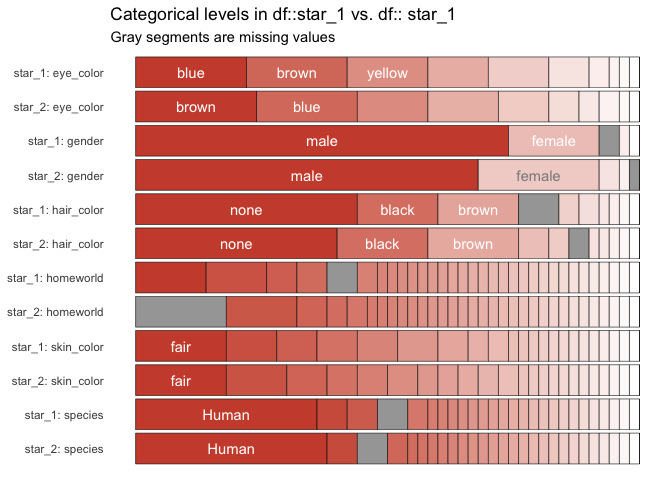 Categorical levels in df::star_1 vs. df:: star_1
Gray segments are missing values
star_1: eye_color blue brown yellow
star_2: eye_color brown blue
star_1: gender male female
star_2: gender male female
star_1: hair_color none black brown
star_2: hair_color none black brown
star_1: homeworld
star_2: homeworld
star_1: skin_color fair
star_2: skin_color fair
star_1: species Human
star_2: species Human